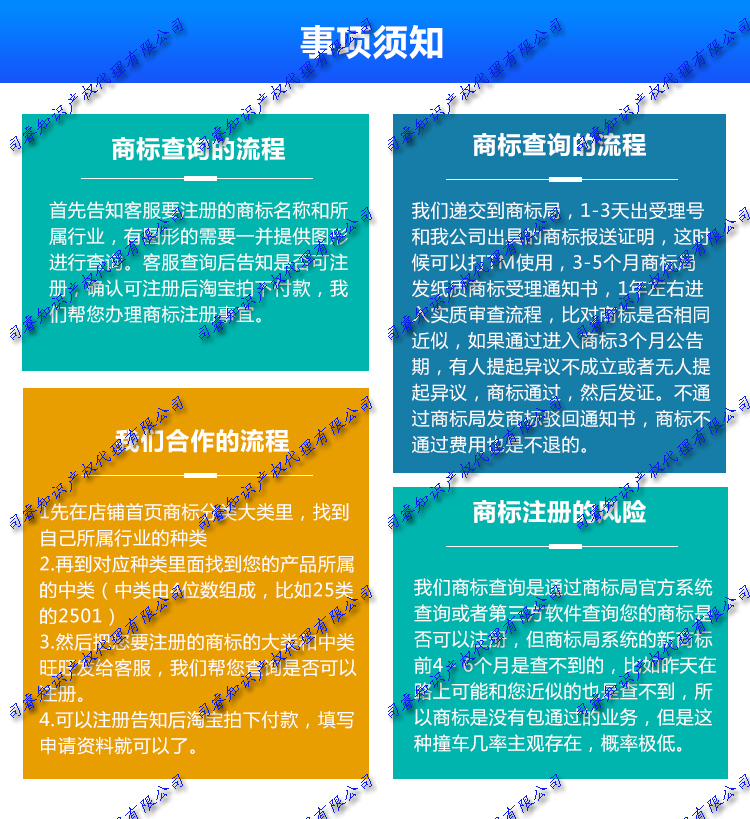 事项须知
商标查询的流程
首先告知客服要注册的商标名称和所
属行业，有图形的需要一并提供图形
进行查询。客服查询后告知是否可注
册，确认可注册后淘宝拍下付款，我
们帮您办理商标注册事宜。
商标查询的流程
我们递交到商标局，1-3天出受理号
和我公司出具的商标报送证明，这时
候可以打TM使用，3-5个月商标局
发纸质商标受理通知书，1年左右进
入实质审查流程，比对商标是否相同
近似，如果通过进入商标3个月公告
期，有人提起异议不成立或者无人提
起异议，商标通过，然后发证。不通
过商标局发商标驳回通知书，商标不
通过费用也是不退的。
我们合作的流程
1.先在店铺首页商标分类大类里，找到
自己所属行业的种类
2.再到对应种类里面找到您的产品所属
的中类（中类由4位数组成，比如25类
的2501）
3.然后把您要注册的商标的大类和中类
旺旺发给客服，我们帮您查询是否可以
注册。
4.可以注册告知后淘宝拍下付款，填写
申请资料就可以了。
商标注册的风险
我们商标查询是通过商标局官方系统
查询或者第三方软件查询您的商标是
否可以注册，但商标局系统的新商标
前4-6个月是查不到的，比如昨天在
路上可能和您近似的也是查不到，所
以商标是没有包通过的业务，但是这
种撞车几率主观存在，概率极低。
司睿知识产权代理有限公司